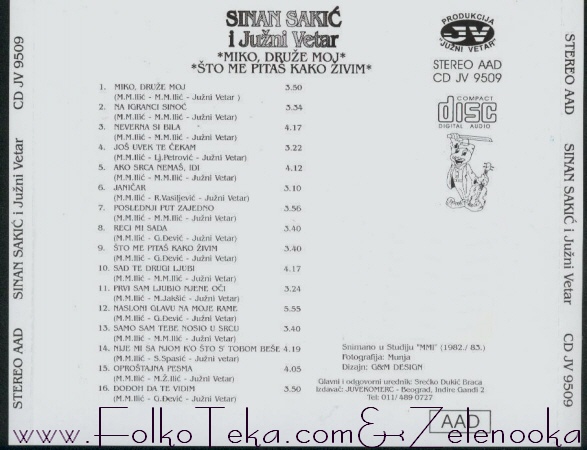 SINAN SAKIĆ
i Južni Vetar
*MIKO, DRUŽE MOJ*
*ŠTO ME PITAŠ KAKO ŽIVIM*
PRODUKCIJA
JV
"JUŽNI VETAR"
STEREO AAD
CD JV 9509
COMPACT
disc
DIGITAL AUDIO
1. MIKO, DRUŽE MOJ 3.50
(M.M.Ilić - M.M.Ilić - Južni Vetar )
2. NA IGRANCI SINOĆ 3.34
(M.M.Ilić - M.M.Ilić - Južni Vetar)
3. NEVERNA SI BILA 4.17
(M.M.Ilić - M.M.Ilić - Južni Vetar)
4. JOŠ UVEK TE ČEKAM 3.22
(M.M.Ilić - Lj.Petrović - Južni Vetar)
5. AKO SRCA NEMAŠ, IDI 4.12
(M.M.Ilić - M.M.Ilić - Južni Vetar)
6. JANIČAR 3.10
(M.M.Ilić - R.Vasiljević - Južni Vetar)
7. POSLEDNJI PUT ZAJEDNO 3.56
(M.M.Ilić - M.M.Ilić - Južni Vetar)
8. RECI MI SADA 3.40
(M.M.Ilić - G.Đević - Južni Vetar)
9. ŠTO ME PITAŠ KAKO ŽIVIM 3.40
(M.M.Ilić - G.Đević - Južni Vetar)
10. SAD TE DRUGI LJUBI 4.17
(M.M.Ilić - M.M.Ilić - Južni Vetar)
11. PRVI SAM LJUBIO NJENE OČI 3.24
(M.M.Ilić - M.Jakšić - Južni Vetar)
12. NASLONI GLAVU NA MOJE RAME 5.55
(M.M.Ilić - G.Đević - Južni Vetar)
13. SAMO SAM TEBE NOSIO U SRCU 3.40
(M.M.Ilić - M.M.Ilić - Južni Vetar)
14. NIJE MI SA NJOM KO ŠTO S' TOBOM BEŠE 4.19
(M.M.Ilić - S.Spasić - Južni Vetar)
15. OPROŠTAJNA PESMA 4.05
(M.M.Ilić - M.Ž.Ilić - Južni Vetar)
16. DOĐOH DA TE VIDIM 3.50
(M.M.Ilić - G.Đević - Južni Vetar)
Snimano u Studiju "MMI" (1982./ 83.)
Fotografija: Munja
Dizajn: G&M DESIGN
Glavni i odgovorni urednik: Srećko Dukić Braca
Izdavač: JUVEKOMERC - Beograd, Indire Gandi 2
Tel: 011/ 489-0727
AAD
STEREO AAD SINAN SAKIĆ i Južni Vetar CD JV 9509
STEREO AAD SINAN SAKIĆ i Južni Vetar CD JV 9509
www.FolkoTeka.com & Zelenooka